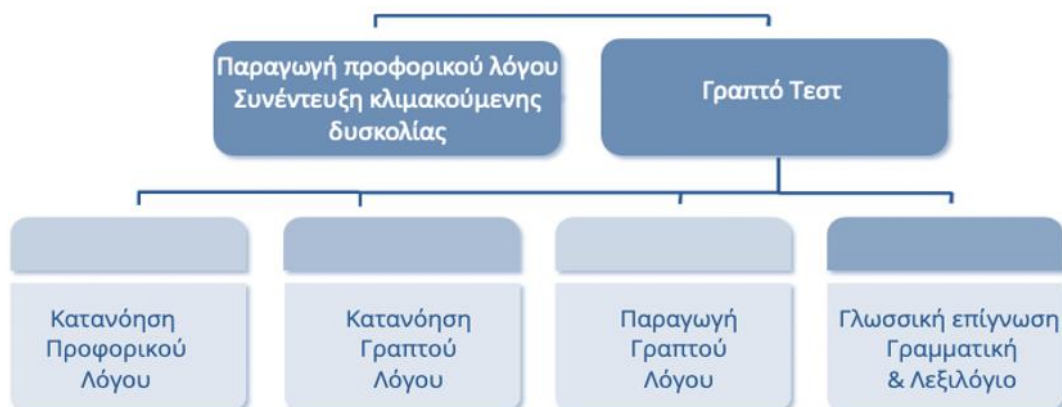 Παραγωγή προφορικού λόγου
Συνέντευξη κλιμακούμενης
δυσκολίας
Γραπτό Τεστ
Κατανόηση
Προφορικού
Λόγου
Κατανόηση
Γραπτού
Λόγου
Παραγωγή
Γραπτού
Λόγου
Γλωσσική επίγνωση
Γραμματική
& Λεξιλόγιο